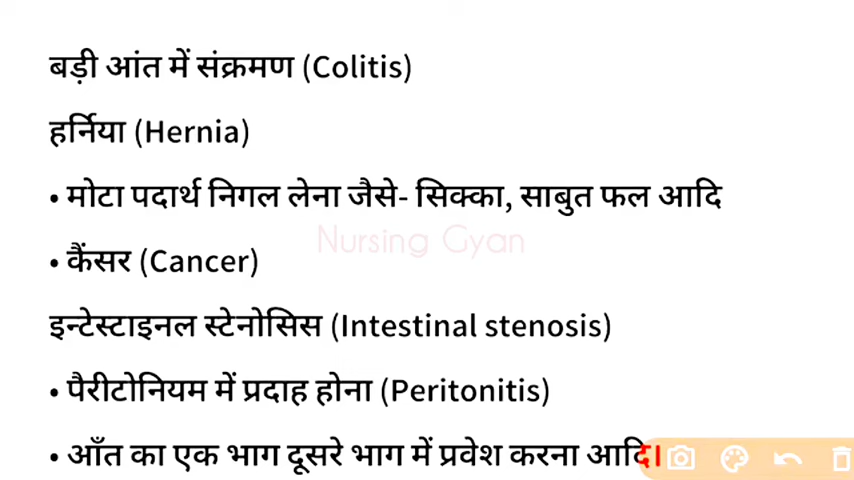 बड़ी आंत में संक्रमण (Colitis)
हर्निया (Hernia)
• मोटा पदार्थ निगल लेना जैसे- सिक्का, साबुत फल आदि
Nursing Gyan
• कैंसर (Cancer)
इन्टेस्टाइनल स्टेनोसिस (Intestinal stenosis)
• पैरीटोनियम में प्रदाह होना (Peritonitis)
• आँत का एक भाग दूसरे भाग में प्रवेश करना आदि।